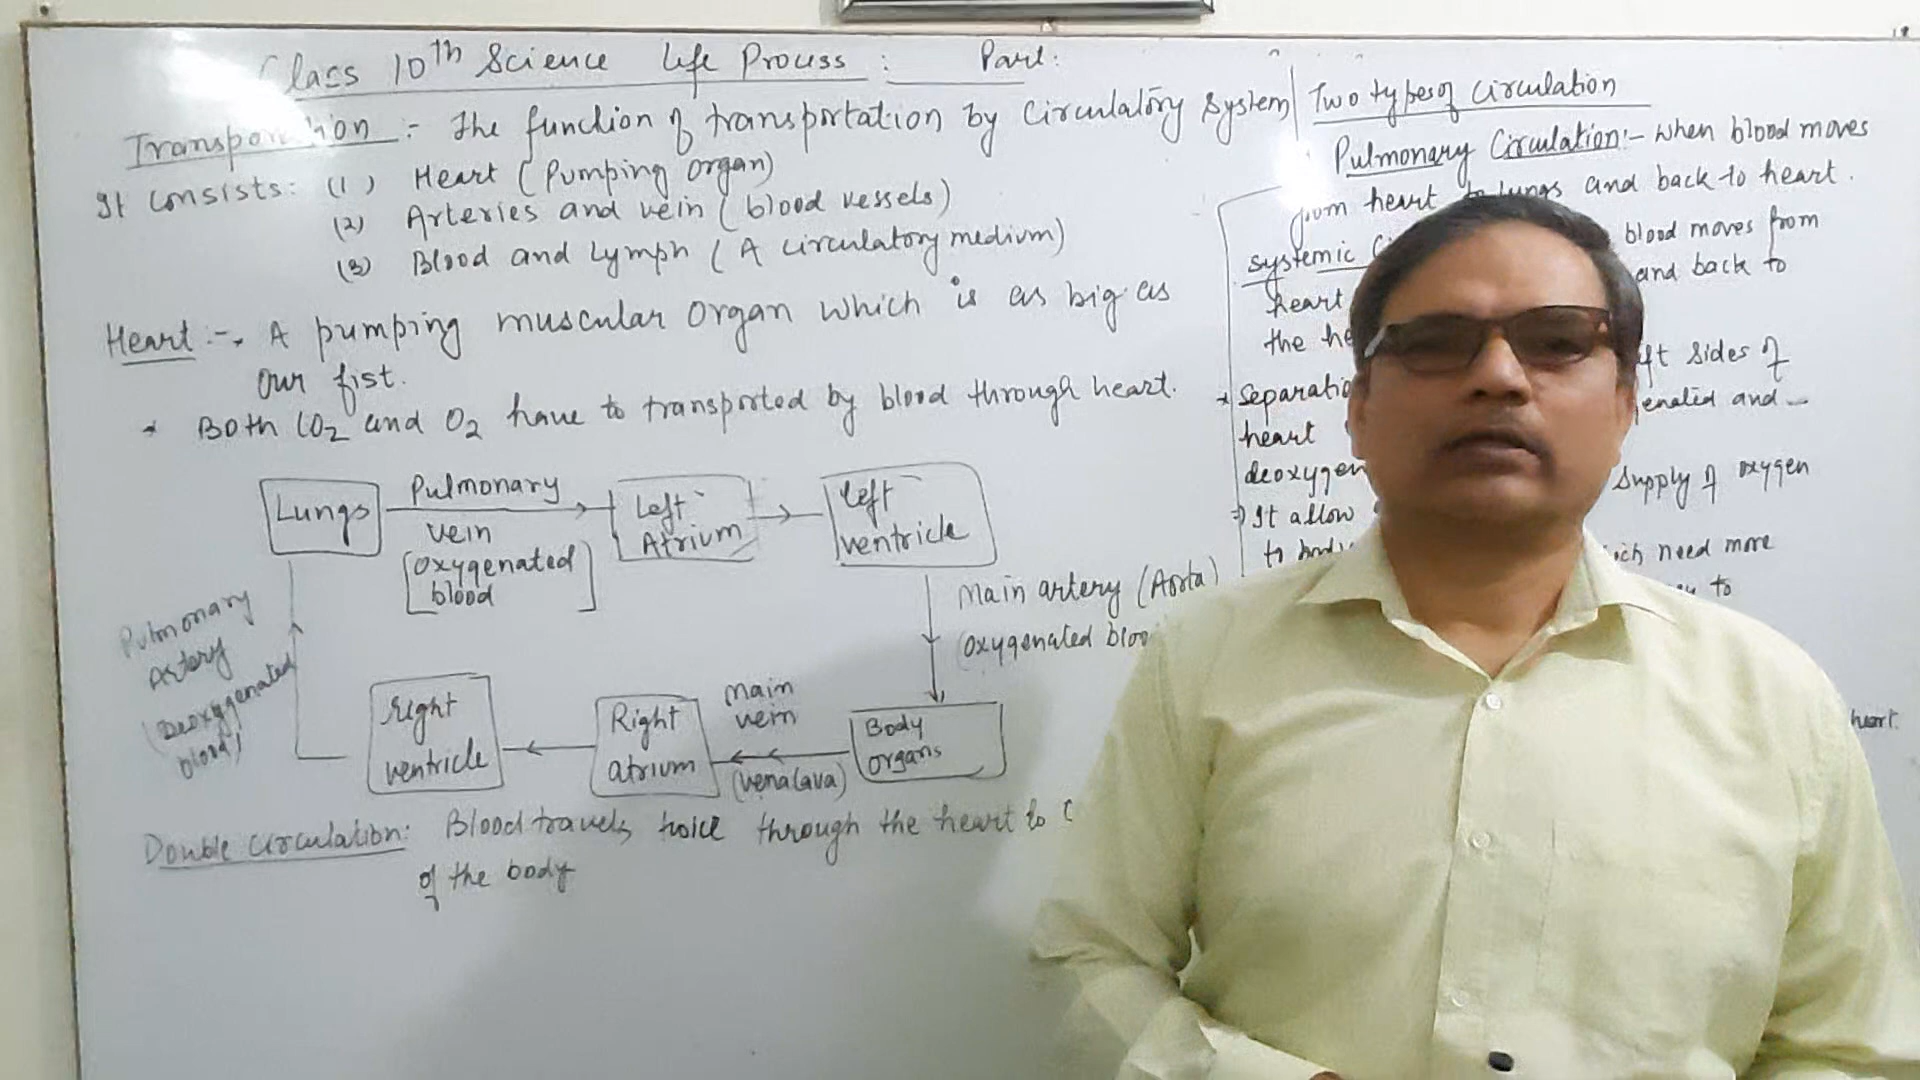 Class 10th Science Life Process : Part:
Transportation :- The function of transportation by Circulatory System
It consists: (1) Heart (Pumping Organ)
(2) Arteries and vein (blood vessels)
(3) Blood and Lymph (A circulatory medium)
Heart :- A pumping muscular organ which is as big as
our fist.
* Both CO2 and O2 have to transported by blood through heart.
Lungs
Pulmonary
vein
[oxygenated
blood]
Left
Atrium
left
ventricle
Main artery (Aorta)
(oxygenated bloo
Body
organs
main
vein
(venacava)
Right
atrium
right
ventricle
Pulmonary
Artery
(Deoxygenated
blood)
Double circulation: Blood travels twice through the heart to
of the body
Two types of circulation
Pulmonary Circulation:- when blood moves
from heart to lungs and back to heart.
systemic blood moves from
heart and back to
the
* Separatio ft sides of
heart enated and
deoxygen Supply of oxygen
It allow
to ich need more
to
heart.